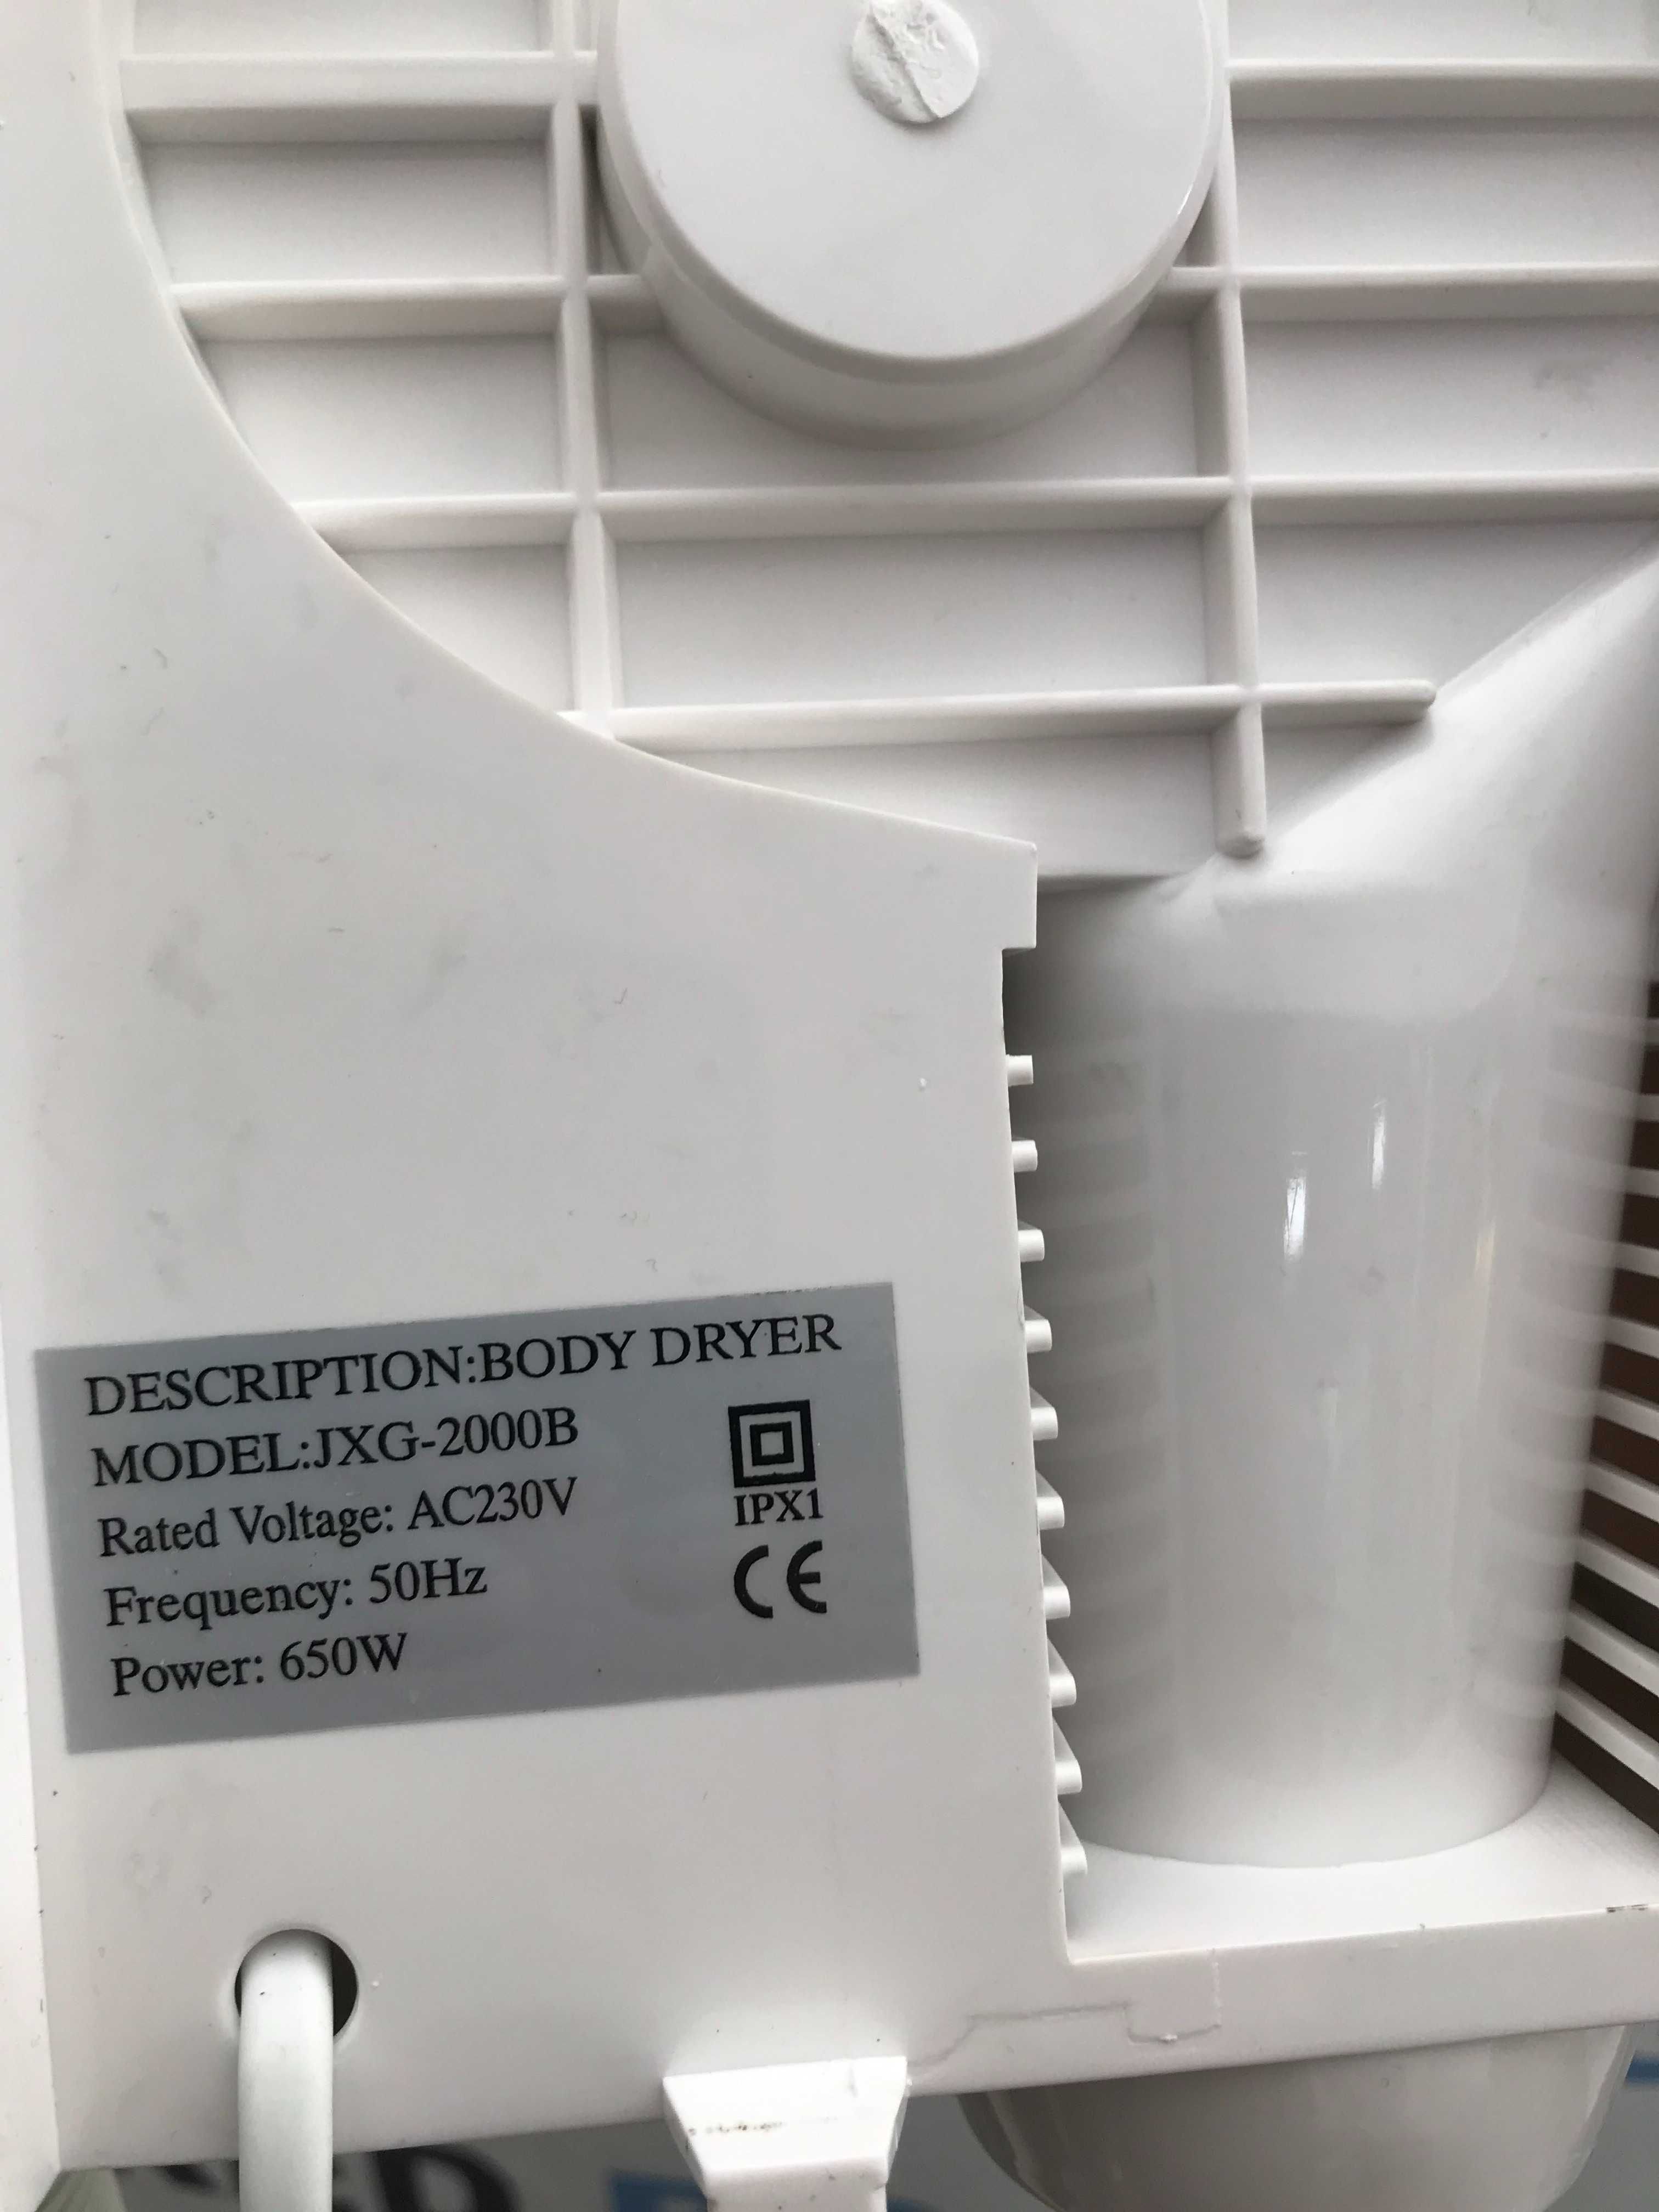 DESCRIPTION:BODY DRYER
MODEL:JXG-2000B
Rated Voltage: AC230V
Frequency: 50Hz
Power: 650W
IPX1
CE